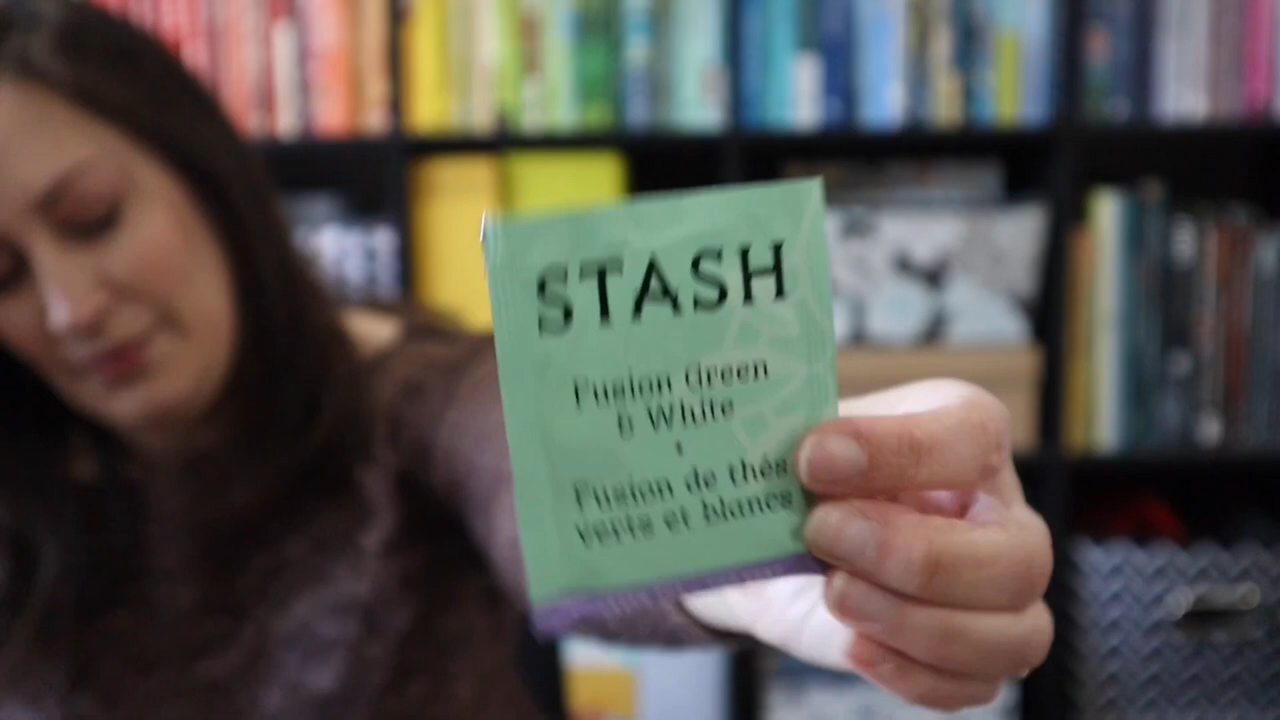 STASH
Fusion Green
& White
•
Fusion de thés
verts et blancs